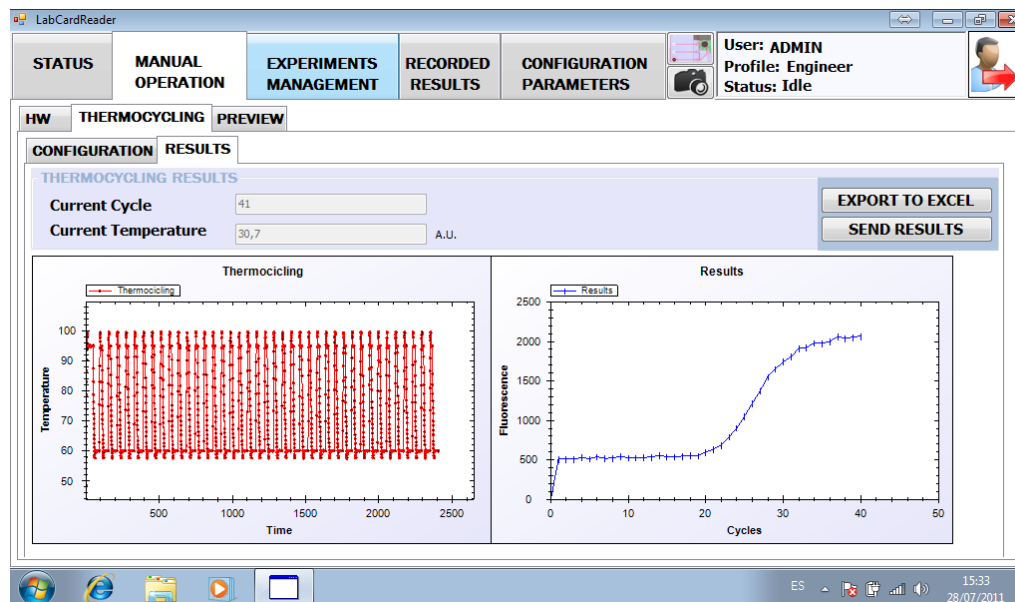 LabCardReader
STATUS
MANUAL
OPERATION
EXPERIMENTS
MANAGEMENT
RECORDED
RESULTS
CONFIGURATION
PARAMETERS
User: ADMIN
Profile: Engineer
Status: Idle
HW THERMOCYCLING PREVIEW
CONFIGURATION RESULTS
THERMOCYCLING RESULTS
Current Cycle 41
Current Temperature 30,7 A.U.
EXPORT TO EXCEL
SEND RESULTS
Thermocicling
Thermocicling
Temperature
100
90
80
70
60
50
500 1000 1500 2000 2500
Time
Results
Results
Fluorescence
2500
2000
1500
1000
500
0
0 10 20 30 40 50
Cycles
ES
15:33
28/07/2011